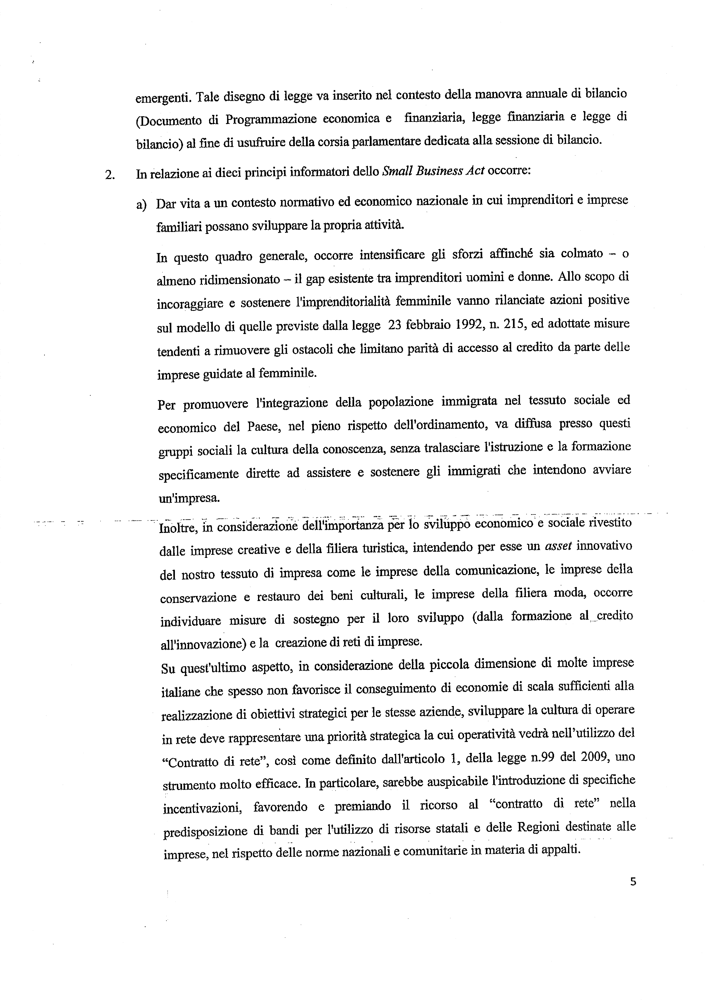 emergenti. Tale disegno di legge va inserito nel contesto della manovra annuale di bilancio
(Documento di Programmazione economica e finanziaria, legge finanziaria e legge di
bilancio) al fine di usufruire della corsia parlamentare dedicata alla sessione di bilancio.
2. In relazione ai dieci principi informatori dello Small Business Act occorre:
a) Dar vita a un contesto normativo ed economico nazionale in cui imprenditori e imprese
familiari possano sviluppare la propria attività.
In questo quadro generale, occorre intensificare gli sforzi affinché sia colmato – o
almeno ridimensionato – il gap esistente tra imprenditori uomini e donne. Allo scopo di
incoraggiare e sostenere l'imprenditorialità femminile vanno rilanciate azioni positive
sul modello di quelle previste dalla legge 23 febbraio 1992, n. 215, ed adottate misure
tendenti a rimuovere gli ostacoli che limitano parità di accesso al credito da parte delle
imprese guidate al femminile.
Per promuovere l'integrazione della popolazione immigrata nel tessuto sociale ed
economico del Paese, nel pieno rispetto dell'ordinamento, va diffusa presso questi
gruppi sociali la cultura della conoscenza, senza tralasciare l'istruzione e la formazione
specificamente dirette ad assistere e sostenere gli immigrati che intendono avviare
un'impresa.
Inoltre, in considerazione dell'importanza per lo sviluppo economico e sociale rivestito
dalle imprese creative e della filiera turistica, intendendo per esse un asset innovativo
del nostro tessuto di impresa come le imprese della comunicazione, le imprese della
conservazione e restauro dei beni culturali, le imprese della filiera moda, occorre
individuare misure di sostegno per il loro sviluppo (dalla formazione al credito
all'innovazione) e la creazione di reti di imprese.
Su quest'ultimo aspetto, in considerazione della piccola dimensione di molte imprese
italiane che spesso non favorisce il conseguimento di economie di scala sufficienti alla
realizzazione di obiettivi strategici per le stesse aziende, sviluppare la cultura di operare
in rete deve rappresentare una priorità strategica la cui operatività vedrà nell’utilizzo del
“Contratto di rete”, così come definito dall'articolo 1, della legge n.99 del 2009, uno
strumento molto efficace. In particolare, sarebbe auspicabile l'introduzione di specifiche
incentivazioni, favorendo e premiando il ricorso al “contratto di rete” nella
predisposizione di bandi per l'utilizzo di risorse statali e delle Regioni destinate alle
imprese, nel rispetto delle norme nazionali e comunitarie in materia di appalti.
5